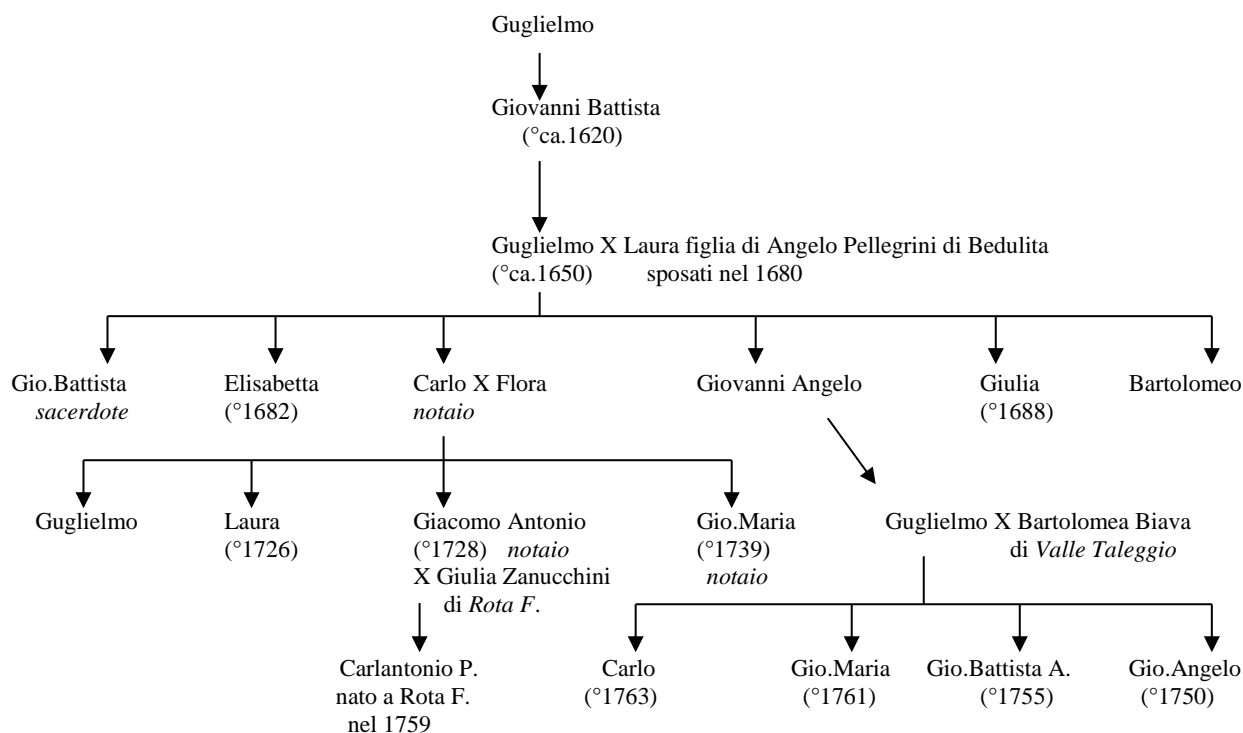 Guglielmo
Giovanni Battista
(°ca.1620)
Guglielmo X Laura figlia di Angelo Pellegrini di Bedulita
(°ca.1650) sposati nel 1680
Gio.Battista Elisabetta Carlo X Flora Giovanni Angelo Giulia Bartolomeo
sacerdote (°1682) notaio (°1688)
Guglielmo Laura Giacomo Antonio Gio.Maria Guglielmo X Bartolomea Biava
(°1726) (°1728) notaio (°1739) di Valle Taleggio
X Giulia Zanucchini notaio
di Rota F.
Carlantonio P. Carlo Gio.Maria Gio.Battista A. Gio.Angelo
nato a Rota F. (°1763) (°1761) (°1755) (°1750)
nel 1759